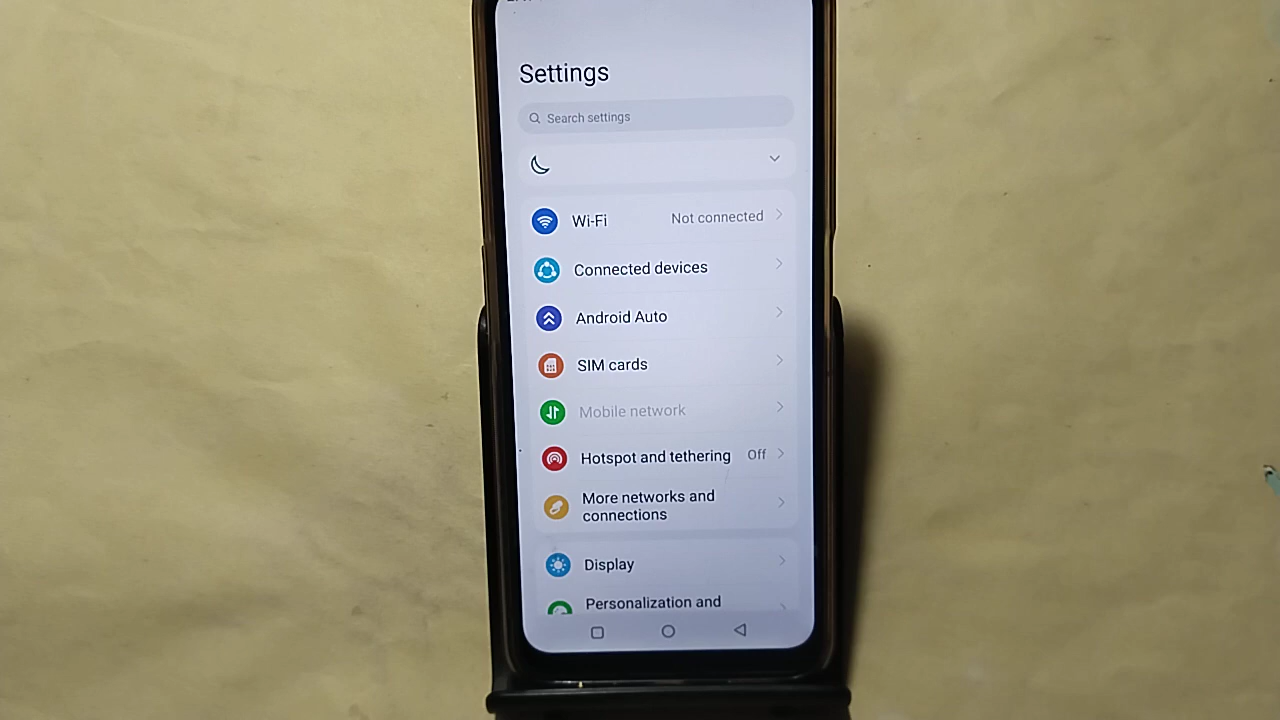 Settings
Search settings
Wi-Fi Not connected
Connected devices
Android Auto
SIM cards
Mobile network
Hotspot and tethering Off
More networks and
connections
Display
Personalization and